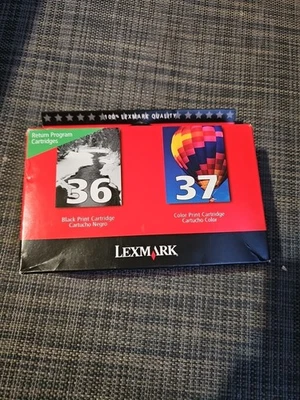 100% LEXMARK QUALITY
Return Program
Cartridges
36
37
Black Print Cartridge
Cartucho Negro
Color Print Cartridge
Cartucho Color
LEXMARK